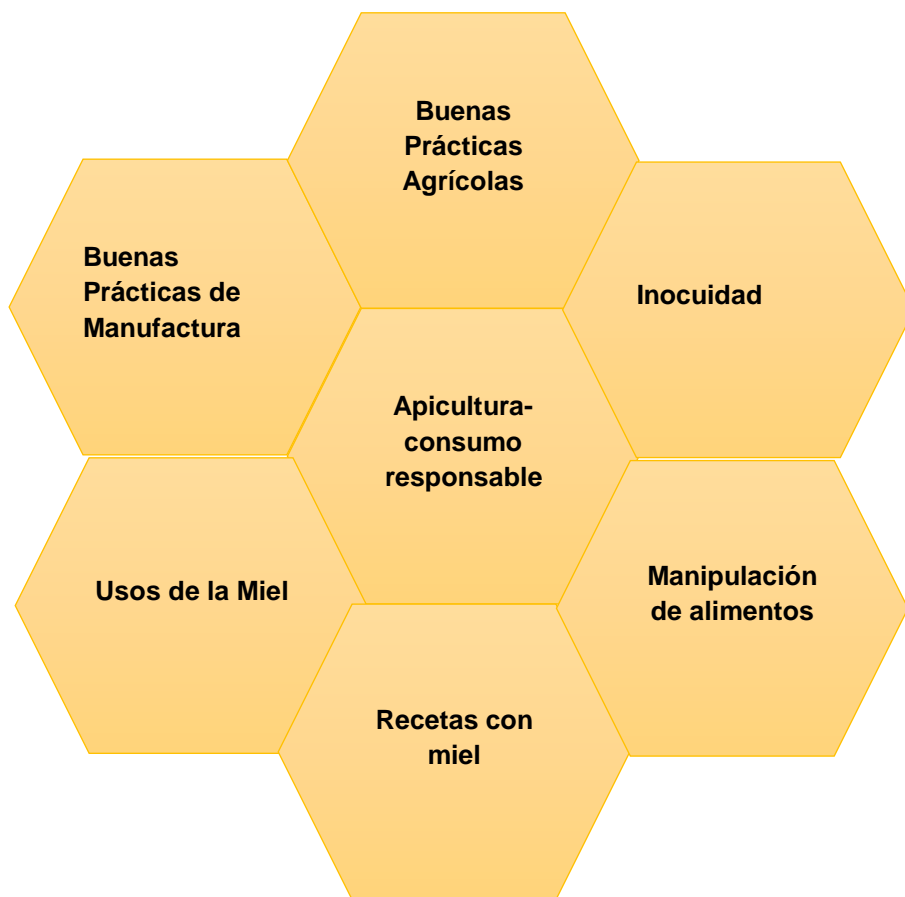 Buenas
Prácticas
Agrícolas
Buenas
Prácticas de
Manufactura
Inocuidad
Apicultura-
consumo
responsable
Usos de la Miel
Manipulación
de alimentos
Recetas con
miel